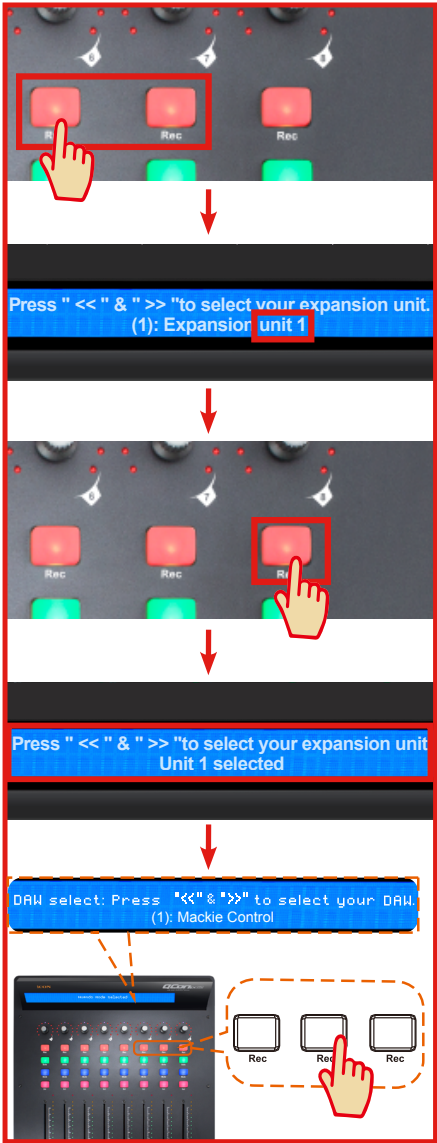 6
7
8
Rec
Rec
Rec
Press " << " & " >> "to select your expansion unit.
(1): Expansion unit 1
6
7
8
Rec
Rec
Rec
Press " << " & " >> "to select your expansion unit
Unit 1 selected
DAW select: Press "<<" & ">>" to select your DAW.
(1): Mackie Control
QCon
Rec
Rec
Rec